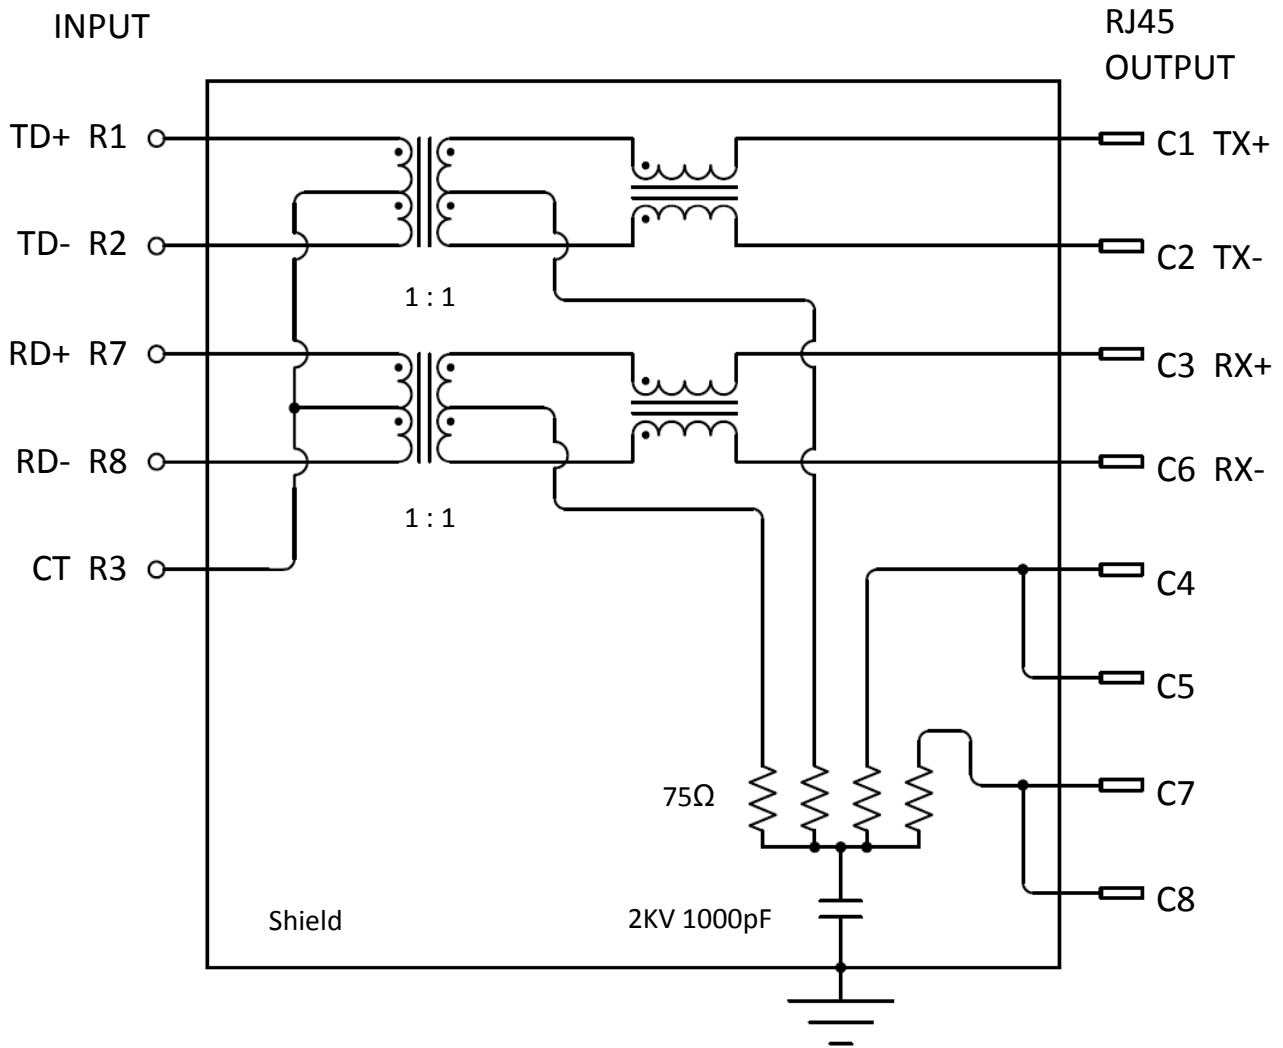 INPUT
RJ45
OUTPUT
TD+ R1
C1 TX+
TD- R2
C2 TX-
1 : 1
RD+ R7
C3 RX+
RD- R8
C6 RX-
1 : 1
CT R3
C4
C5
75Ω
C7
C8
Shield
2KV 1000pF